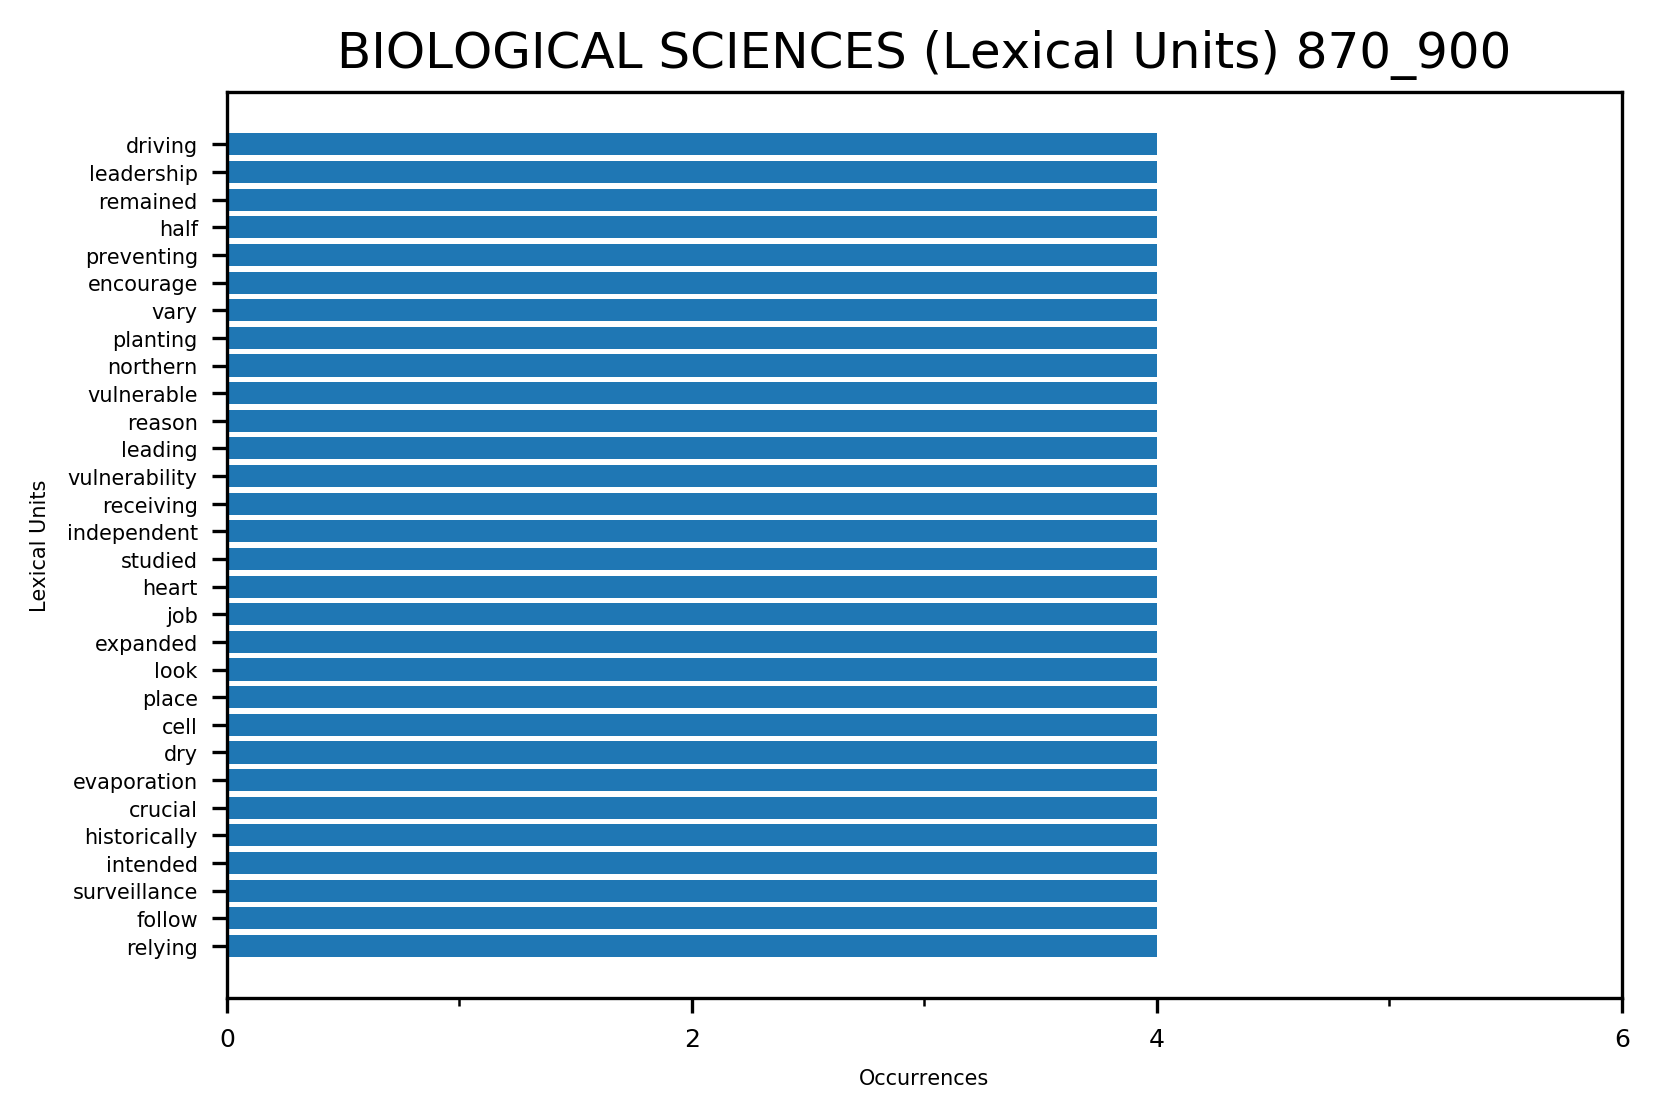 BIOLOGICAL SCIENCES (Lexical Units) 870_900
driving
leadership
remained
half
preventing
encourage
vary
planting
northern
vulnerable
reason
leading
vulnerability
receiving
independent
studied
heart
job
expanded
look
place
cell
dry
evaporation
crucial
historically
intended
surveillance
follow
relying
Lexical Units
0 2 4 6
Occurrences